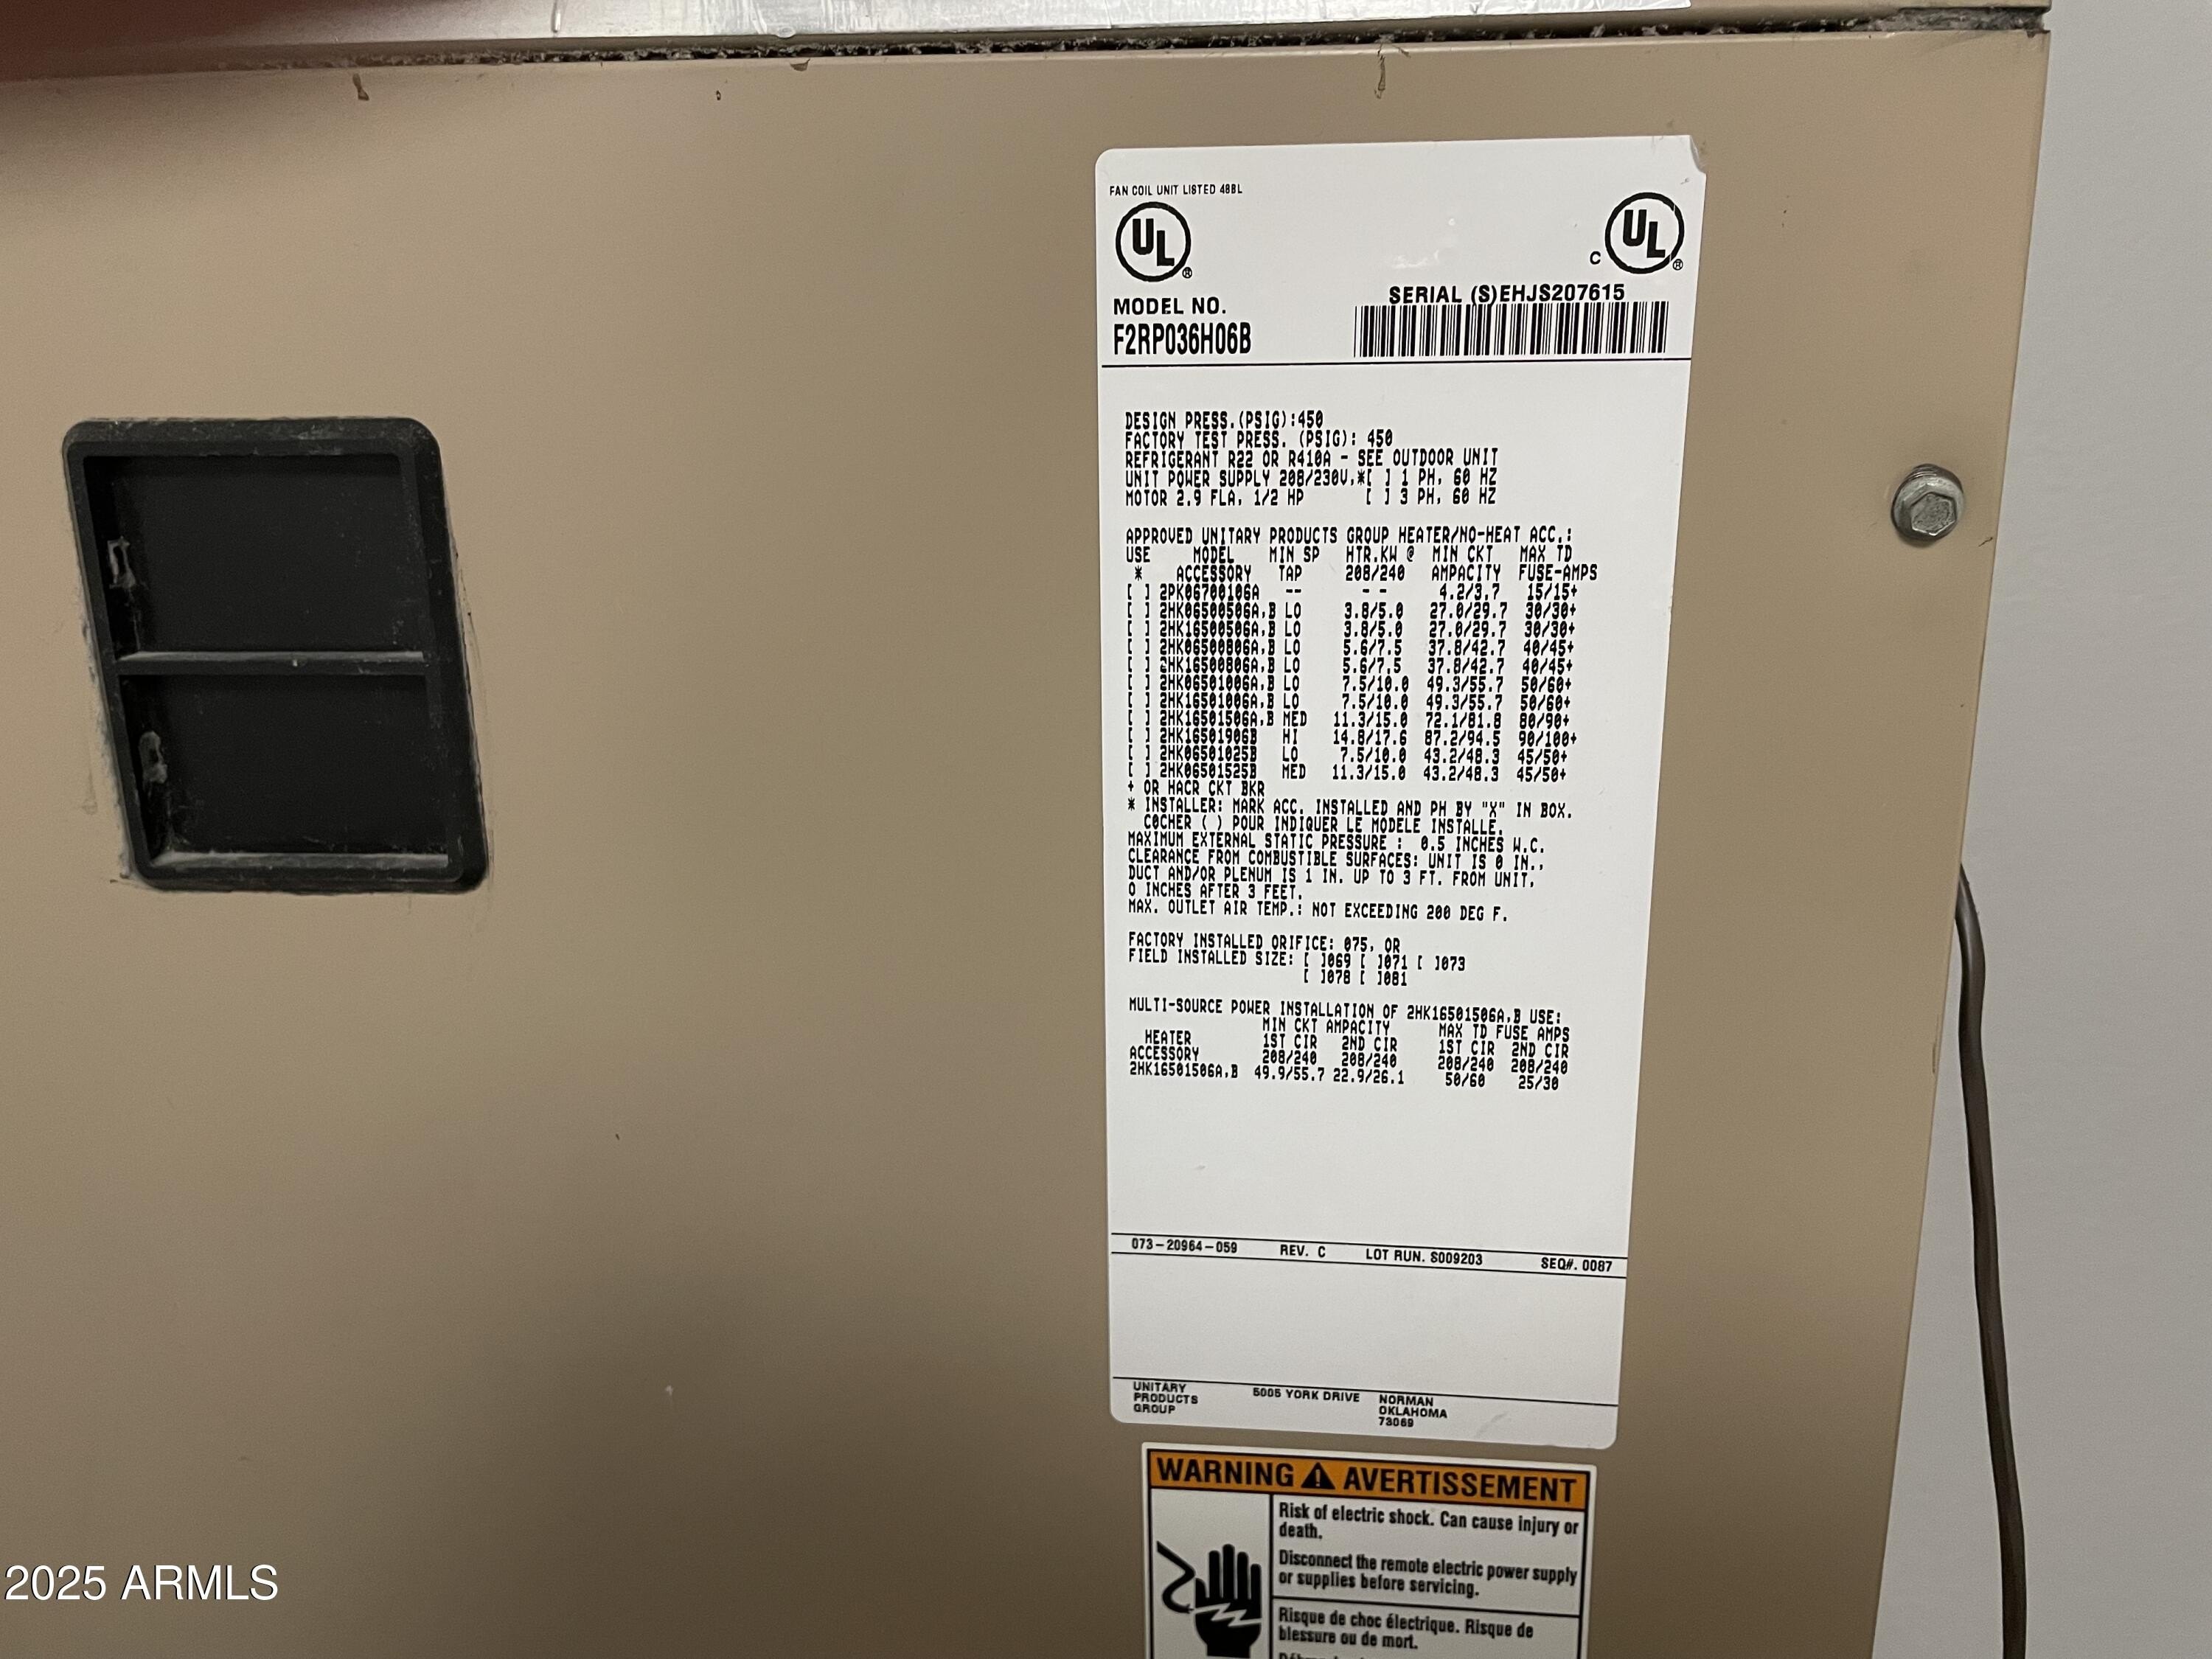 FAN COIL UNIT LISTED 48BL
UL ®
C UL ®
MODEL NO.
F2RP036H06B
SERIAL (S)EHJS207615
DESIGN PRESS.(PSIG):450
FACTORY TEST PRESS. (PSIG): 450
REFRIGERANT R22 OR R410A - SEE OUTDOOR UNIT
UNIT POWER SUPPLY 208/230V,*[ ] 1 PH, 60 HZ
MOTOR 2.9 FLA, 1/2 HP [ ] 3 PH, 60 HZ
APPROVED UNITARY PRODUCTS GROUP HEATER/NO-HEAT ACC.:
USE MODEL MIN SP HTR.KW @ MIN CKT MAX TD
* ACCESSORY TAP 208/240 AMPACITY FUSE-AMPS
[ ] 2PK06700106A -- - - 4.2/3.7 15/15+
[ ] 2HK06500506A,B LO 3.8/5.0 27.0/29.7 30/30+
[ ] 2HK16500506A,B LO 3.8/5.0 27.0/29.7 30/30+
[ ] 2HK06500806A,B LO 5.6/7.5 37.8/42.7 40/45+
[ ] 2HK16500806A,B LO 5.6/7.5 37.8/42.7 40/45+
[ ] 2HK06501006A,B LO 7.5/10.0 49.3/55.7 50/60+
[ ] 2HK16501006A,B LO 7.5/10.0 49.3/55.7 50/60+
[ ] 2HK16501506A,B MED 11.3/15.0 72.1/81.8 80/90+
[ ] 2HK16501906B HI 14.8/17.6 87.2/94.5 90/100+
[ ] 2HK06501025B LO 7.5/10.0 43.2/48.3 45/50+
[ ] 2HK06501525B MED 11.3/15.0 43.2/48.3 45/50+
+ OR HACR CKT BKR
* INSTALLER: MARK ACC. INSTALLED AND PH BY "X" IN BOX.
COCHER ( ) POUR INDIQUER LE MODELE INSTALLE.
MAXIMUM EXTERNAL STATIC PRESSURE : 0.5 INCHES W.C.
CLEARANCE FROM COMBUSTIBLE SURFACES: UNIT IS 0 IN.,
DUCT AND/OR PLENUM IS 1 IN. UP TO 3 FT. FROM UNIT,
0 INCHES AFTER 3 FEET.
MAX. OUTLET AIR TEMP.: NOT EXCEEDING 200 DEG F.
FACTORY INSTALLED ORIFICE: 075, OR
FIELD INSTALLED SIZE: [ ]069 [ ]071 [ ]073
[ ]078 [ ]081
MULTI-SOURCE POWER INSTALLATION OF 2HK16501506A,B USE:
MIN CKT AMPACITY MAX TD FUSE AMPS
HEATER 1ST CIR 2ND CIR 1ST CIR 2ND CIR
ACCESSORY 208/240 208/240 208/240 208/240
2HK16501506A,B 49.9/55.7 22.9/26.1 50/60 25/30
073-20964-059 REV. C LOT RUN. S009203 SEQ#. 0087
UNITARY
PRODUCTS
GROUP
5005 YORK DRIVE
NORMAN
OKLAHOMA
73069
WARNING ⚠ AVERTISSEMENT
Risk of electric shock. Can cause injury or
death.
Disconnect the remote electric power supply
or supplies before servicing.
Risque de choc électrique. Risque de
blessure ou de mort.
2025 ARMLS